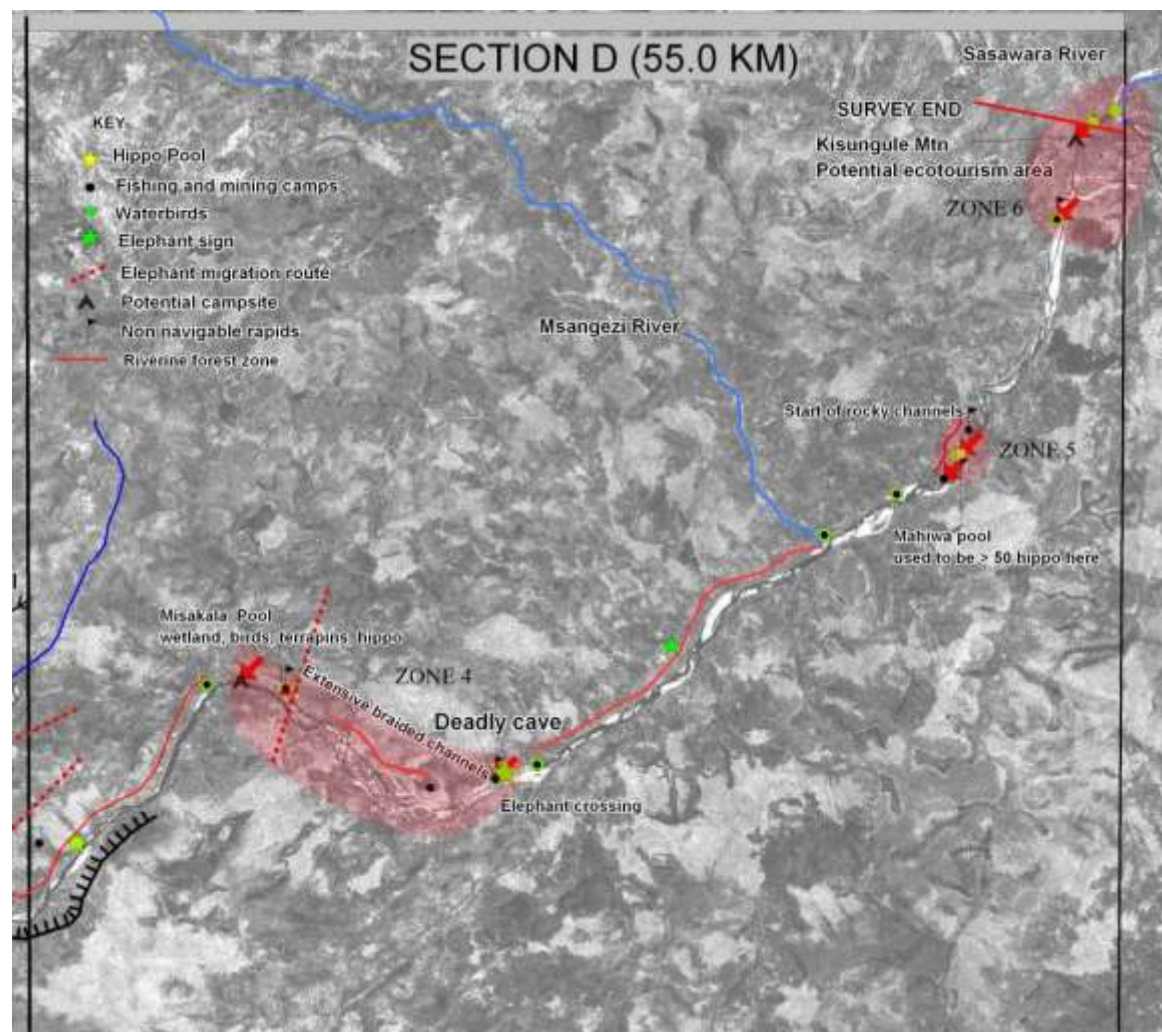 SECTION D (55.0 KM)
Sasawara River
KEY
Hippo Pool
Fishing and mining camps
Waterbirds
Elephant sign
Elephant migration route
Potential campsite
Non navigable rapids
Riverine forest zone
SURVEY END
Kisungule Mtn
Potential ecotourism area
ZONE 6
Msangezi River
Start of rocky channels
ZONE 5
Mahiwa pool
used to be > 50 hippo here
Misakala Pool
wetland, birds, terrapins, hippo
ZONE 4
Extensive braided channels
Deadly cave
Elephant crossing